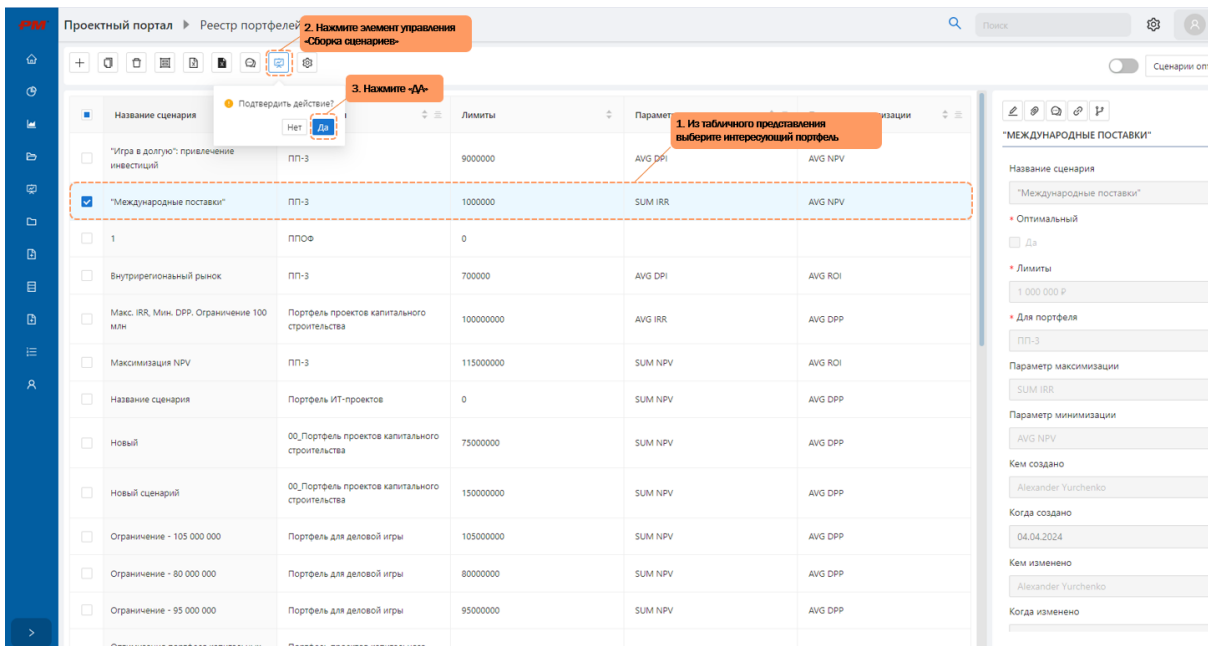 PM
Проектный портал ▶ Реестр портфелей
Поиск
2. Нажмите элемент управления
«Сборка сценариев»
Сценарии опт
3. Нажмите «ДА»
Подтвердить действие?
Нет Да
1. Из табличного представления
выберите интересующий портфель
Название сценария Лимиты
"Игра в долгую": привлечение
инвестиций ПП-3 9000000 AVG DPI AVG NPV
"Международные поставки" ПП-3 1000000 SUM IRR AVG NPV
1 ППОФ 0
Внутрирегиональный рынок ПП-3 700000 AVG DPI AVG ROI
Макс. IRR, Мин. DPP. Ограничение 100
млн Портфель проектов капитального
строительства 100000000 AVG IRR AVG DPP
Максимизация NPV ПП-3 115000000 SUM NPV AVG ROI
Название сценария Портфель ИТ-проектов 0 SUM NPV AVG DPP
Новый 00_Портфель проектов капитального
строительства 75000000 SUM NPV AVG DPP
Новый сценарий 00_Портфель проектов капитального
строительства 150000000 SUM NPV AVG DPP
Ограничение - 105 000 000 Портфель для деловой игры 105000000 SUM NPV AVG DPP
Ограничение - 80 000 000 Портфель для деловой игры 80000000 SUM NPV AVG DPP
Ограничение - 95 000 000 Портфель для деловой игры 95000000 SUM NPV AVG DPP
"МЕЖДУНАРОДНЫЕ ПОСТАВКИ"
Название сценария
"Международные поставки"
* Оптимальный
Да
* Лимиты
1 000 000 ₽
* Для портфеля
ПП-3
Параметр максимизации
SUM IRR
Параметр минимизации
AVG NPV
Кем создано
Alexander Yurchenko
Когда создано
04.04.2024
Кем изменено
Alexander Yurchenko
Когда изменено